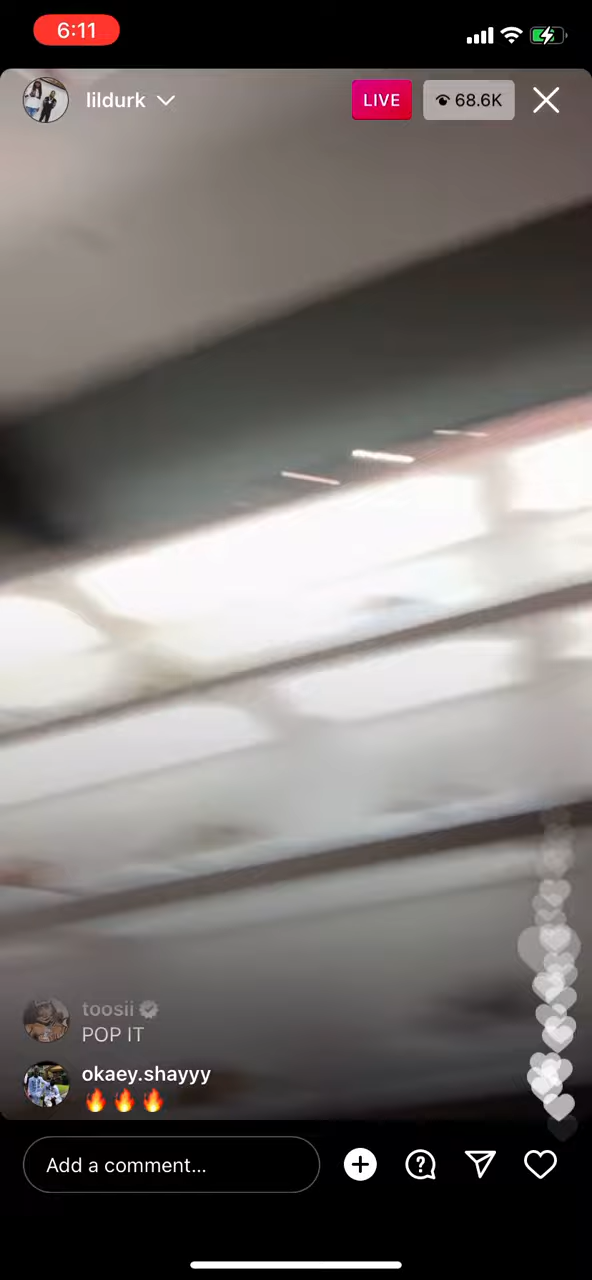 6:11
lildurk
LIVE
68.6K
toosii
POP IT
okaey.shayyy
🔥🔥🔥
Add a comment...